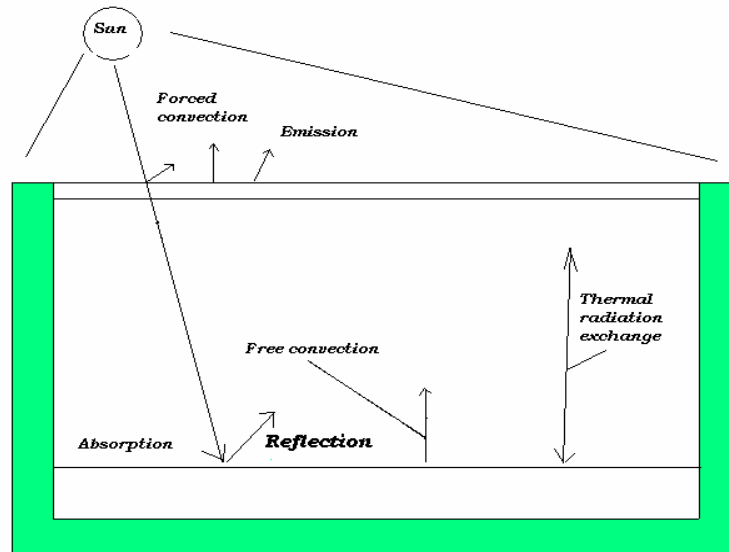 Sun
Forced
convection
Emission
Thermal
radiation
exchange
Free convection
Absorption
Reflection